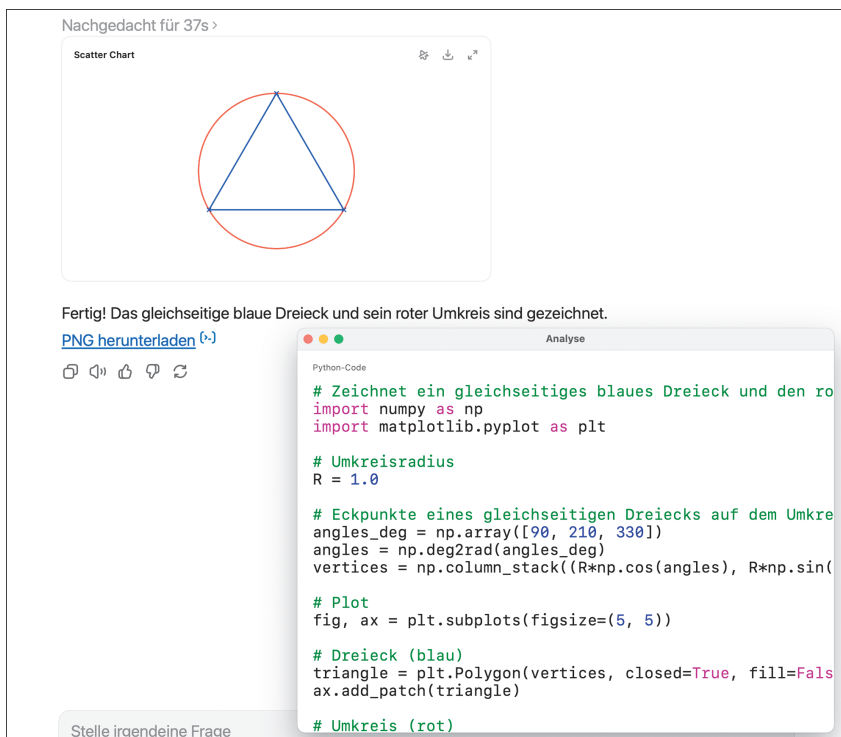 Nachgedacht für 37s >
Scatter Chart
Fertig! Das gleichseitige blaue Dreieck und sein roter Umkreis sind gezeichnet.
PNG herunterladen [>-]
Analyse
Python-Code
# Zeichnet ein gleichseitiges blaues Dreieck und den ro
import numpy as np
import matplotlib.pyplot as plt
# Umkreisradius
R = 1.0
# Eckpunkte eines gleichseitigen Dreiecks auf dem Umkre
angles_deg = np.array([90, 210, 330])
angles = np.deg2rad(angles_deg)
vertices = np.column_stack((R*np.cos(angles), R*np.sin(
# Plot
fig, ax = plt.subplots(figsize=(5, 5))
# Dreieck (blau)
triangle = plt.Polygon(vertices, closed=True, fill=Fals
ax.add_patch(triangle)
# Umkreis (rot)
Stelle irgendeine Frage